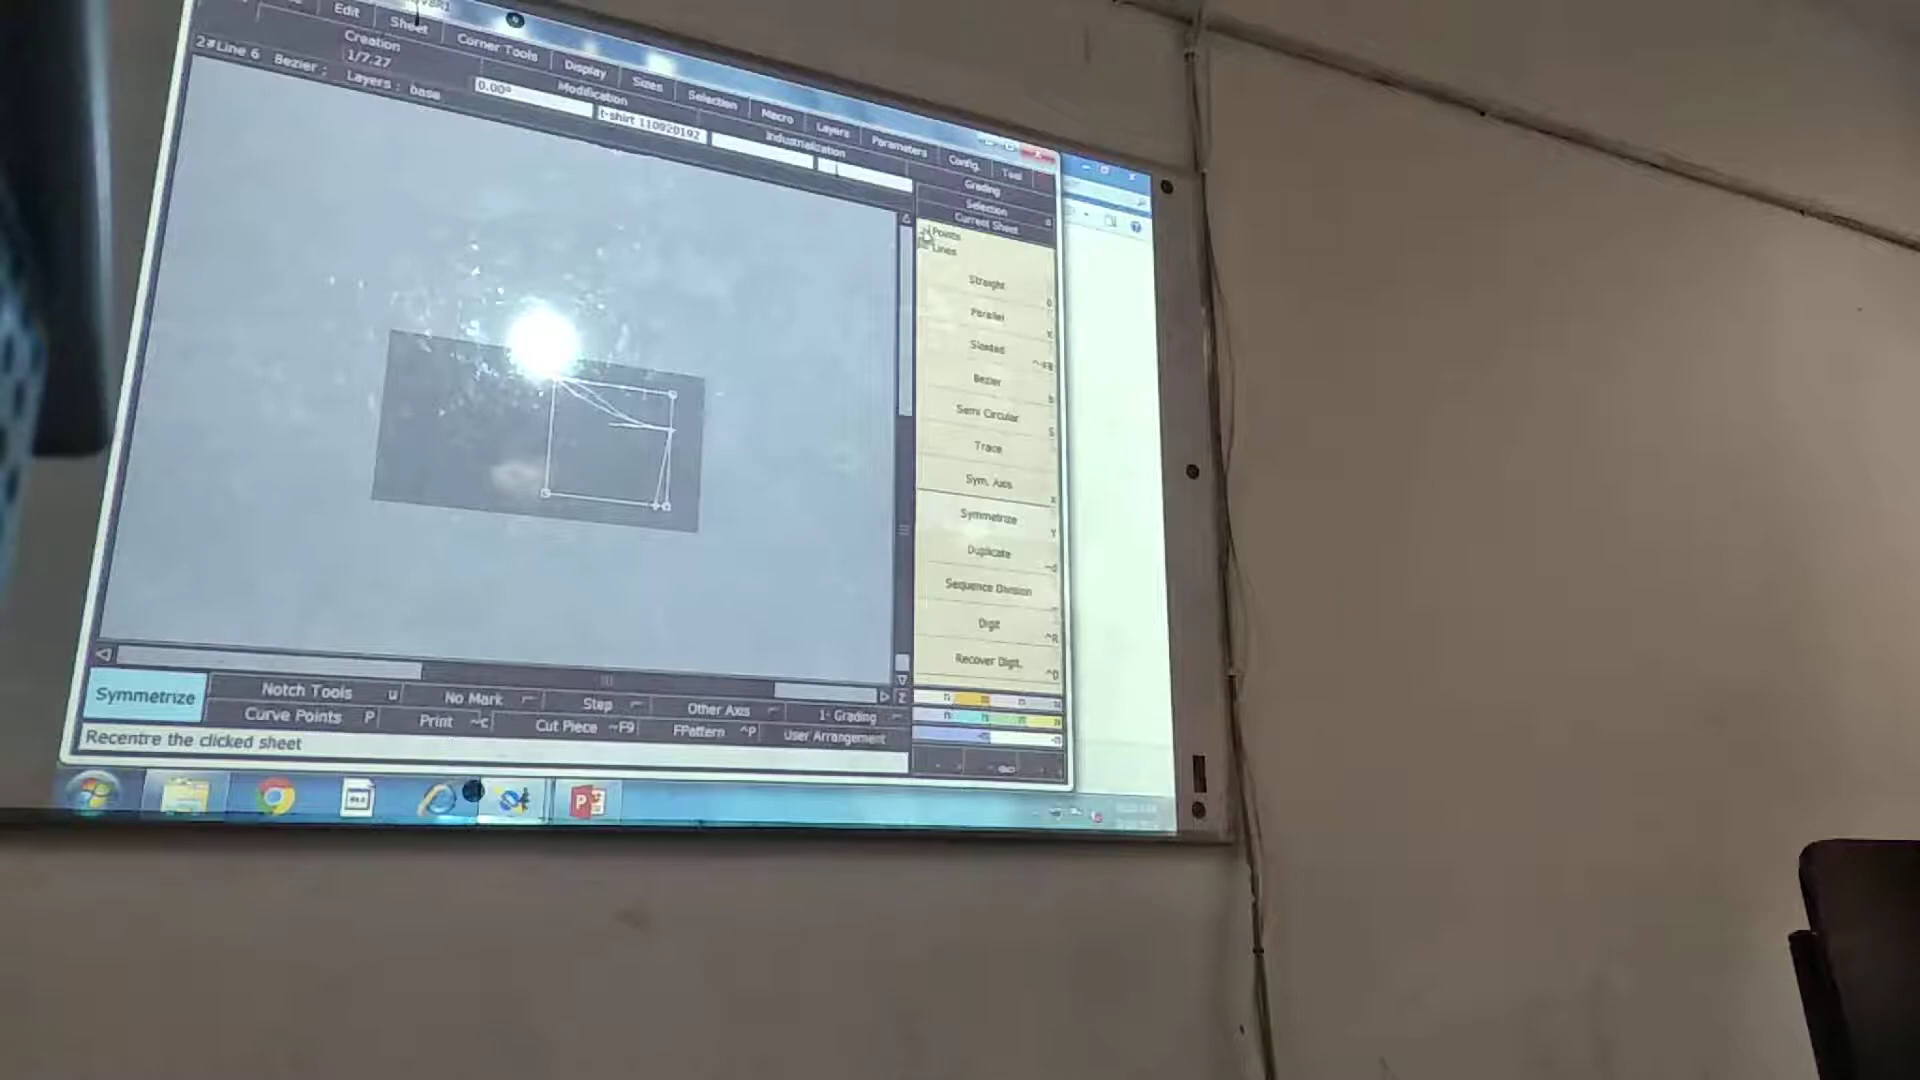 Edit Sheet Corner Tools Display Sizes Selection Macro Layers Parameters Config. Tool
Creation
1/7.27
Modification
Industrialization
Grading
2#Line 6 Bezier : Layers : base
0.00°
t-shirt 110920192
Selection
Current Sheet
Points
Lines
Straight
Parallel
Slanted
Bezier b
Semi Circular
Trace
Sym. Axis x
Symmetrize Y
Duplicate ~d
Sequence Division
Digit ^R
Recover Digit. ^D
Symmetrize
Notch Tools u
No Mark
Step
Other Axis
1- Grading
Curve Points P
Print ~c
Cut Piece ~F9
FPattern ^P
User Arrangement
Recentre the clicked sheet